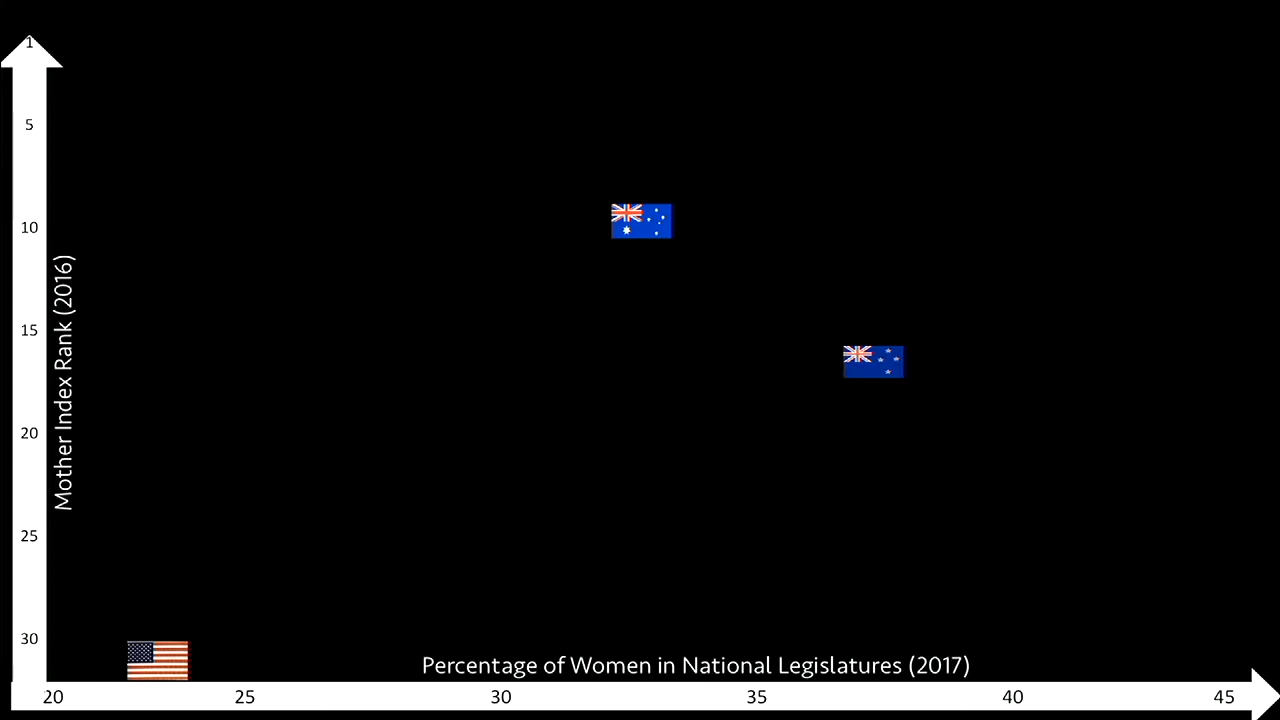 1
5
10
15
20
25
30
Mother Index Rank (2016)
Percentage of Women in National Legislatures (2017)
20 25 30 35 40 45